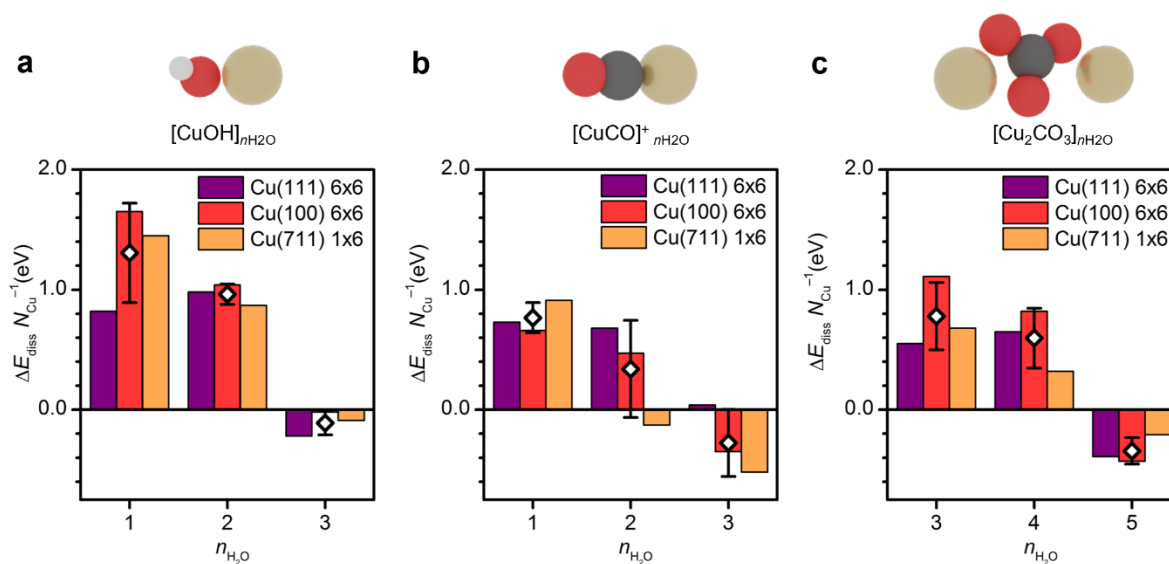 a
[CuOH]nH2O
2.0
1.0
0.0
ΔEdiss NCu−1(eV)
Cu(111) 6x6
Cu(100) 6x6
Cu(711) 1x6
1 2 3
nH2O
b
[CuCO]+ nH2O
2.0
1.0
0.0
ΔEdiss NCu−1(eV)
Cu(111) 6x6
Cu(100) 6x6
Cu(711) 1x6
1 2 3
nH2O
c
[Cu2CO3]nH2O
2.0
1.0
0.0
ΔEdiss NCu−1(eV)
Cu(111) 6x6
Cu(100) 6x6
Cu(711) 1x6
3 4 5
nH2O